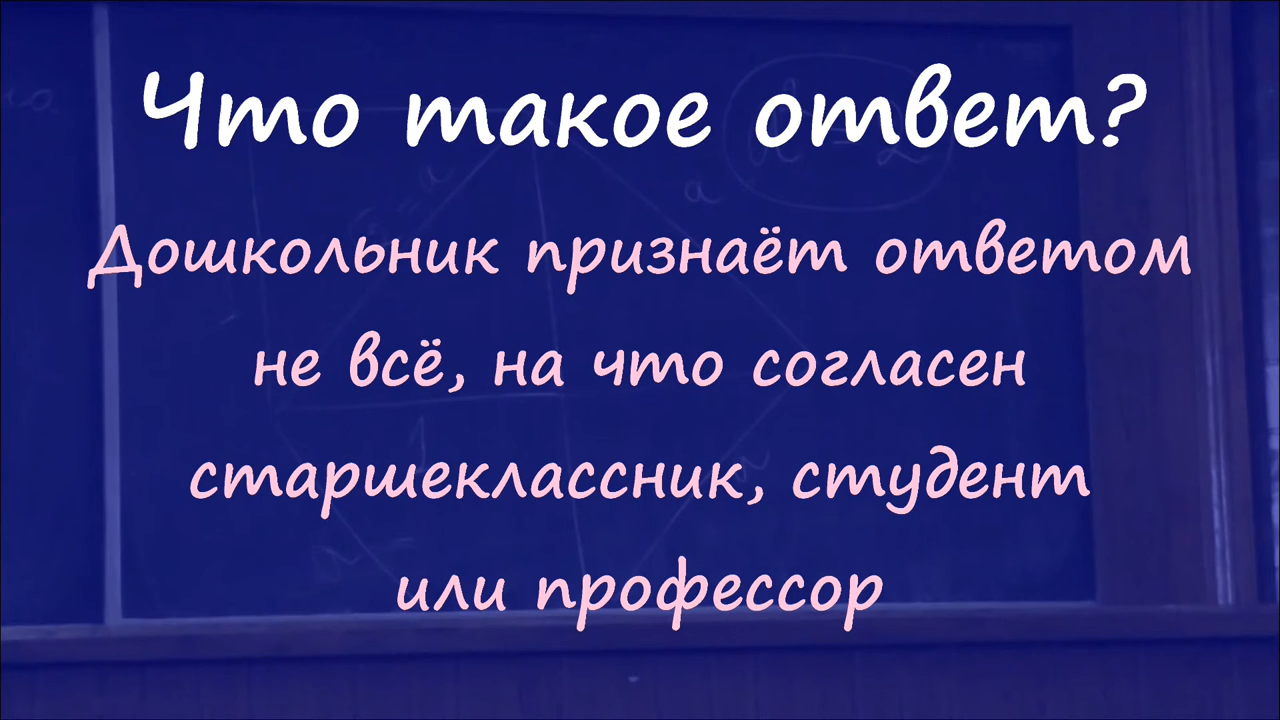 Что такое ответ?
Дошкольник признаёт ответом
не всё, на что согласен
старшеклассник, студент
или профессор